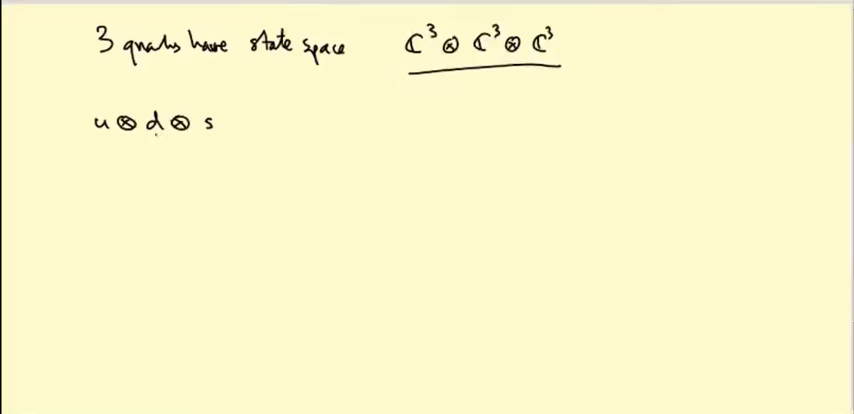 3 quarks have state space ℂ³ ⊗ ℂ³ ⊗ ℂ³
u ⊗ d ⊗ s